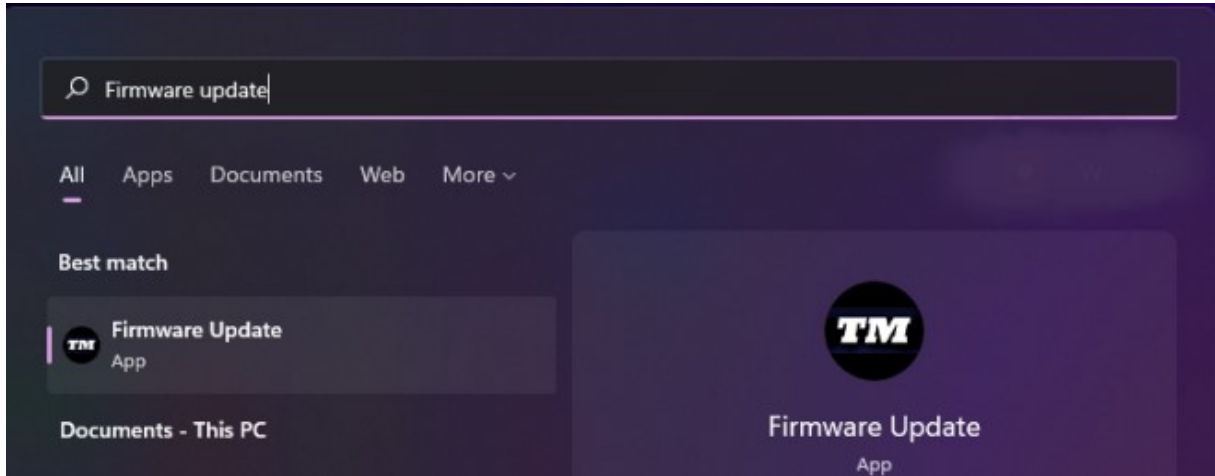 Firmware update
All Apps Documents Web More
Best match
TM
Firmware Update
App
Documents - This PC
TM
Firmware Update
App